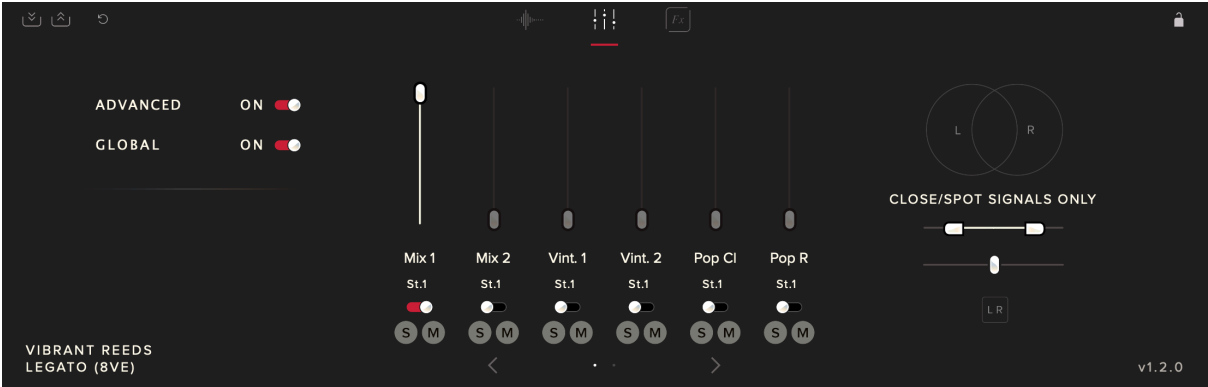 Fx
ADVANCED ON
GLOBAL ON
L R
CLOSE/SPOT SIGNALS ONLY
Mix 1 Mix 2 Vint. 1 Vint. 2 Pop Cl Pop R
St.1 St.1 St.1 St.1 St.1 St.1
S M S M S M S M S M S M
L R
VIBRANT REEDS
LEGATO (8VE)
v1.2.0